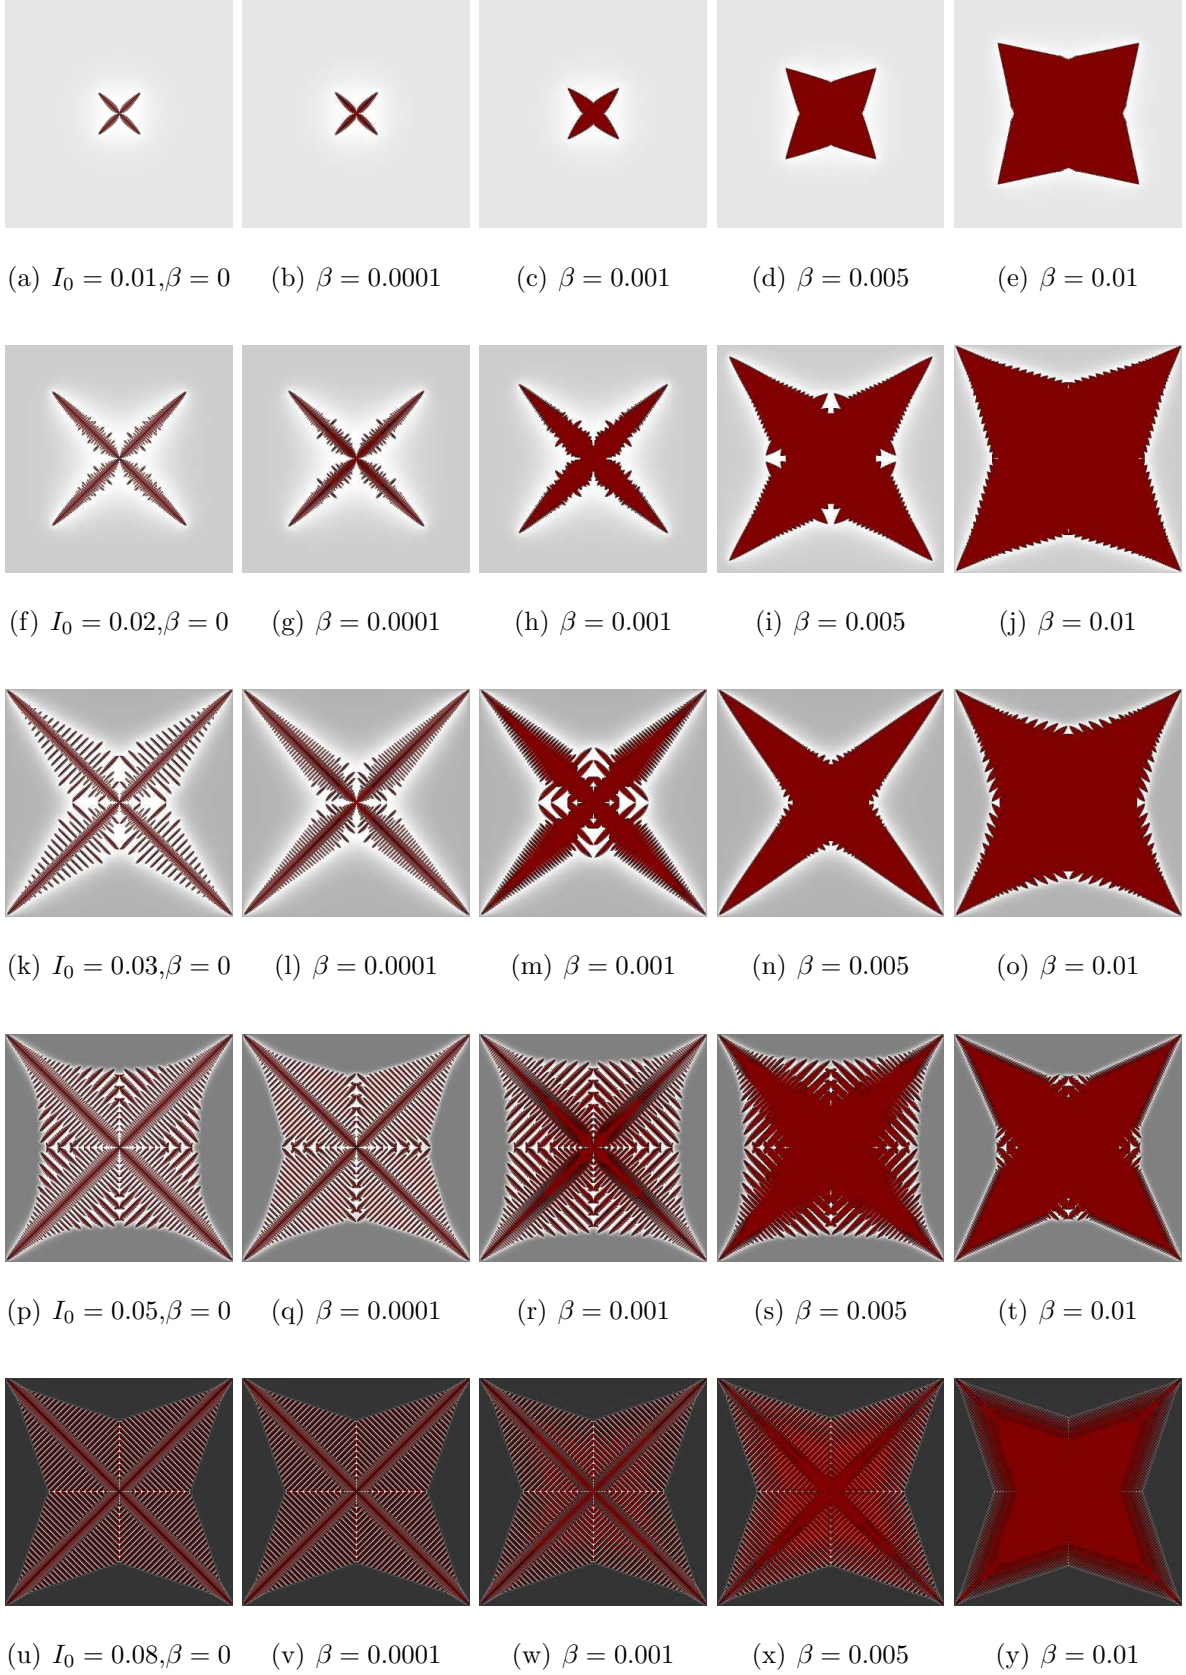 (a) I₀ = 0.01,β = 0 (b) β = 0.0001 (c) β = 0.001 (d) β = 0.005 (e) β = 0.01
(f) I₀ = 0.02,β = 0 (g) β = 0.0001 (h) β = 0.001 (i) β = 0.005 (j) β = 0.01
(k) I₀ = 0.03,β = 0 (l) β = 0.0001 (m) β = 0.001 (n) β = 0.005 (o) β = 0.01
(p) I₀ = 0.05,β = 0 (q) β = 0.0001 (r) β = 0.001 (s) β = 0.005 (t) β = 0.01
(u) I₀ = 0.08,β = 0 (v) β = 0.0001 (w) β = 0.001 (x) β = 0.005 (y) β = 0.01